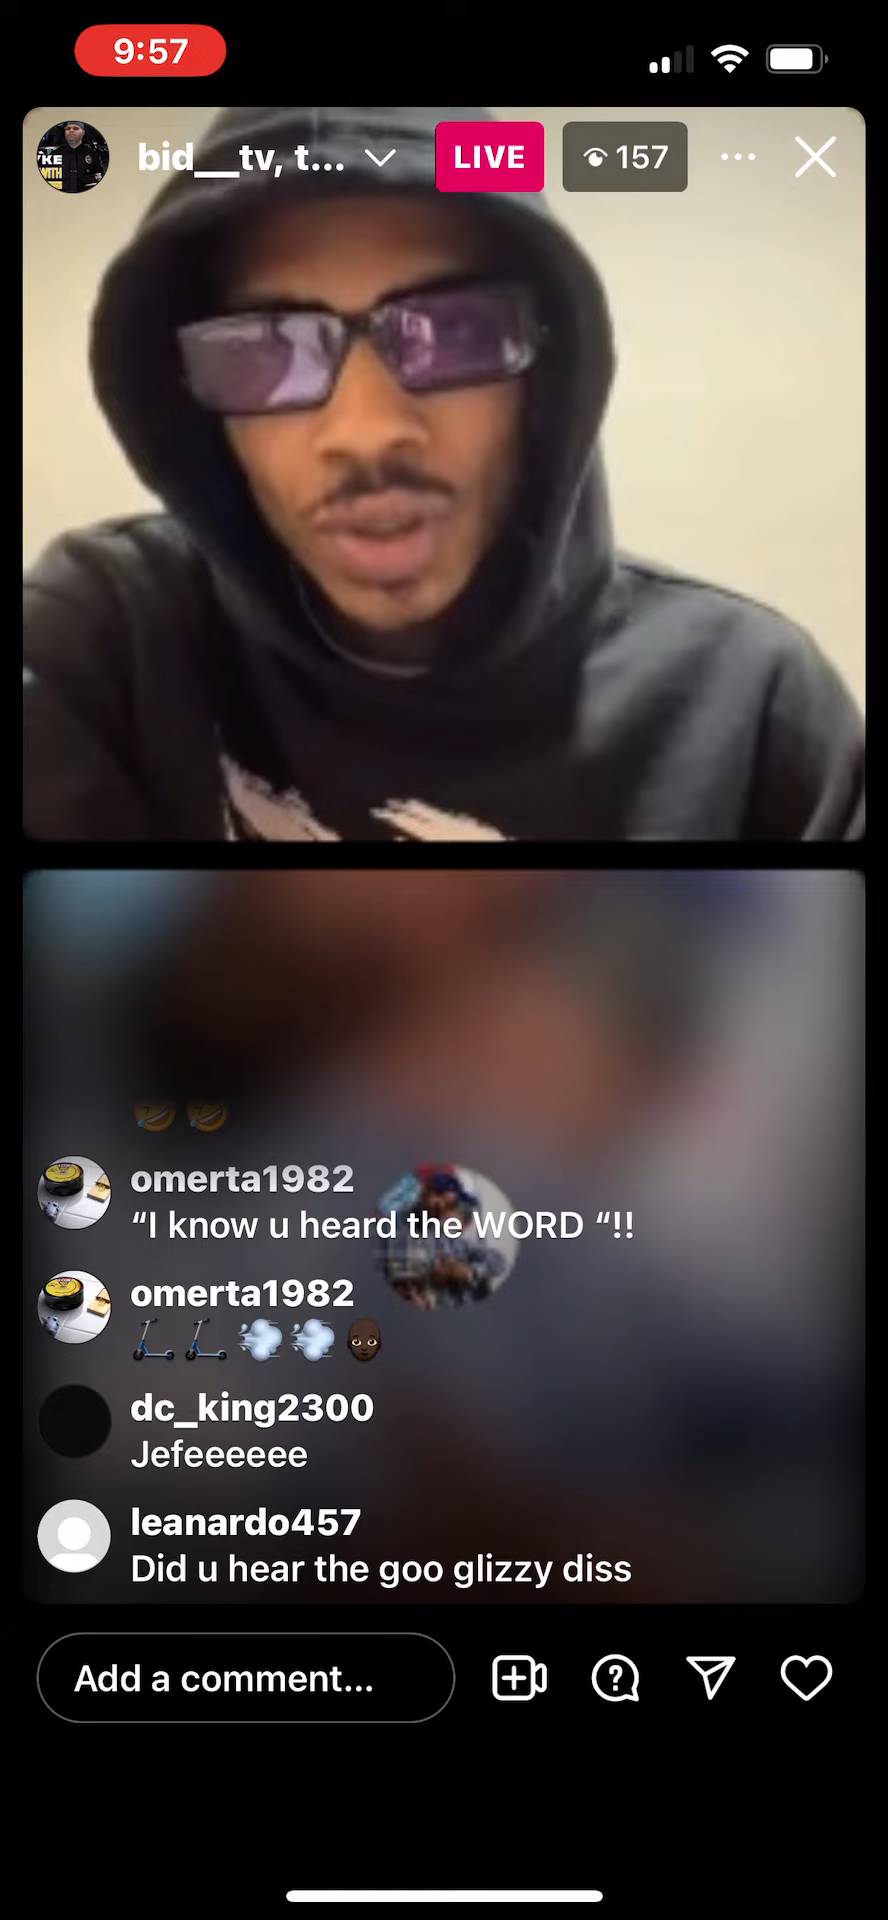 9:57
bid__tv, t...
LIVE
157
omerta1982
“I know u heard the WORD “!!
omerta1982
🛴🛴💨💨👩🏿‍🦲
dc_king2300
Jefeeeeee
leanardo457
Did u hear the goo glizzy diss
Add a comment...